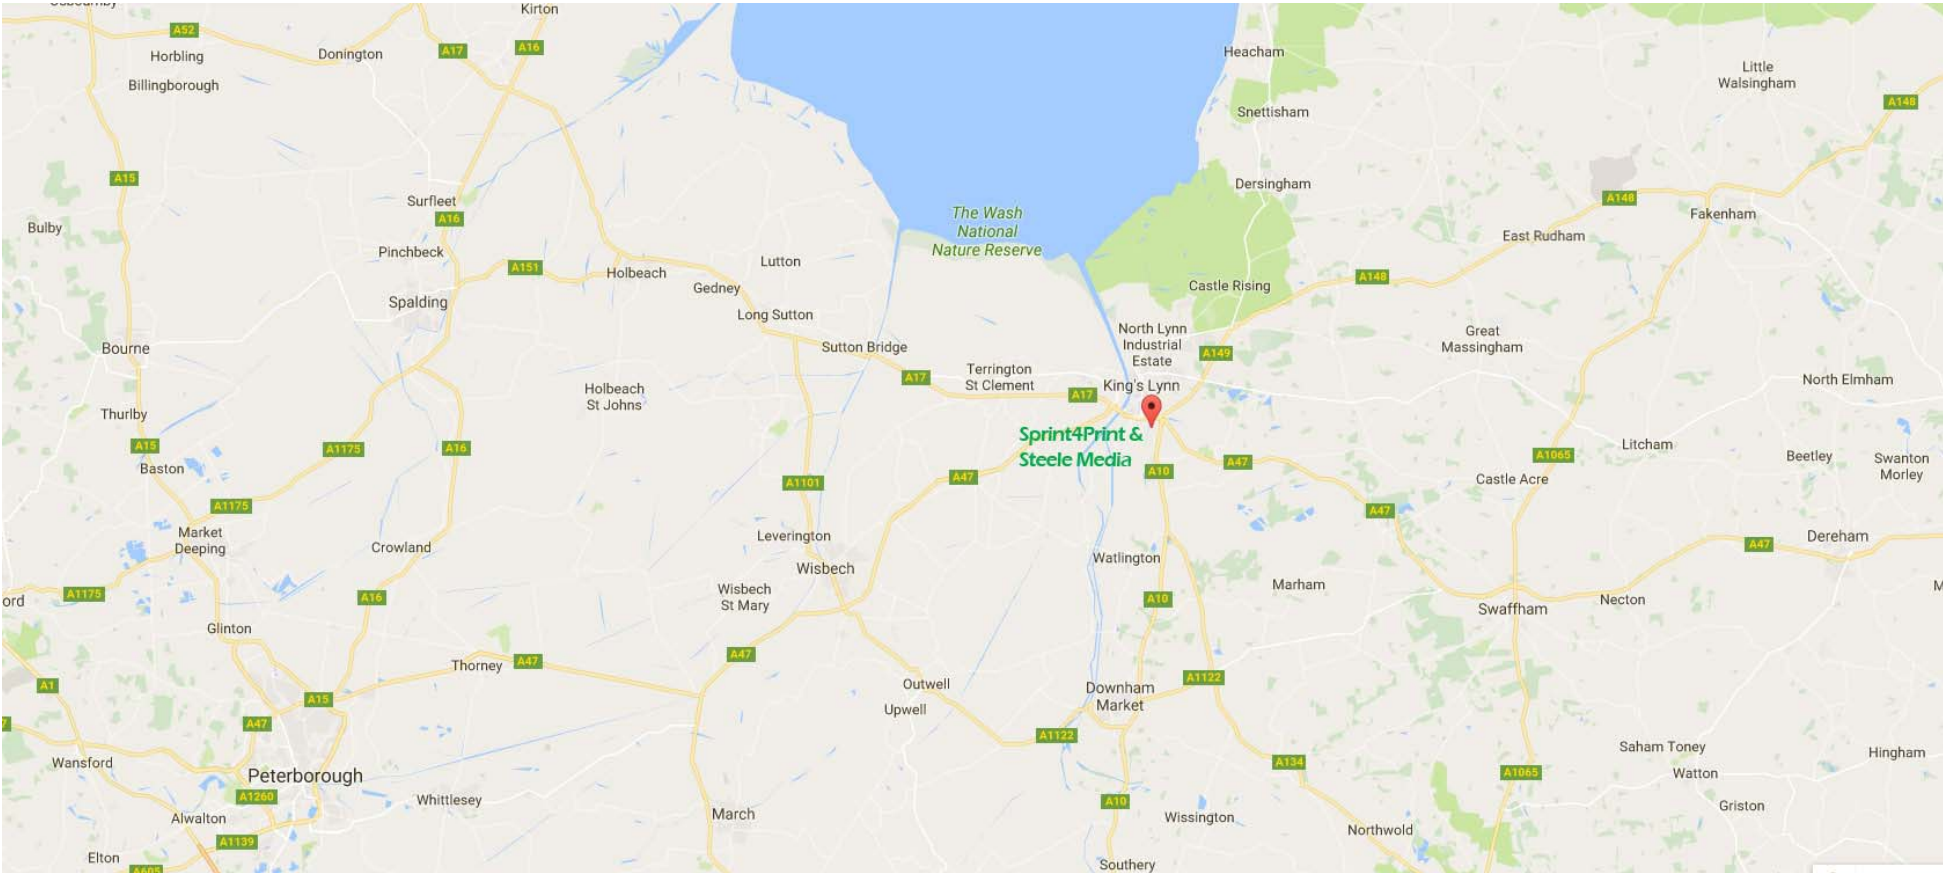 Kirton
A52
A17
A16
Horbling
Donington
Heacham
Little
Walsingham
Billingborough
A148
Snettisham
A15
Dersingham
Surfleet
A16
A148
The Wash
National
Nature Reserve
Fakenham
Bulby
East Rudham
Pinchbeck
A151
Lutton
Holbeach
A148
Gedney
Castle Rising
Spalding
Long Sutton
North Lynn
Industrial
Estate
Great
Massingham
Bourne
Sutton Bridge
A149
Terrington
St Clement
A17
King's Lynn
North Elmham
Holbeach
St Johns
A17
Thurlby
Sprint4Print &
Steele Media
A15
A1175
A16
Litcham
Baston
A47
A10
A47
A1065
Beetley
Swanton
Morley
A1101
Castle Acre
A1175
A47
Market
Deeping
Leverington
Dereham
Crowland
A47
Watlington
Wisbech
Marham
A1175
ord
A16
Wisbech
St Mary
A10
Necton
Swaffham
Glinton
A47
Thorney
A47
A1
A15
Outwell
A1122
Downham
Market
Upwell
A47
A1122
Saham Toney
Hingham
Wansford
A134
Peterborough
A1065
Watton
A1260
Whittlesey
A10
Griston
March
Wissington
Alwalton
Northwold
A1139
Elton
Southery
A605